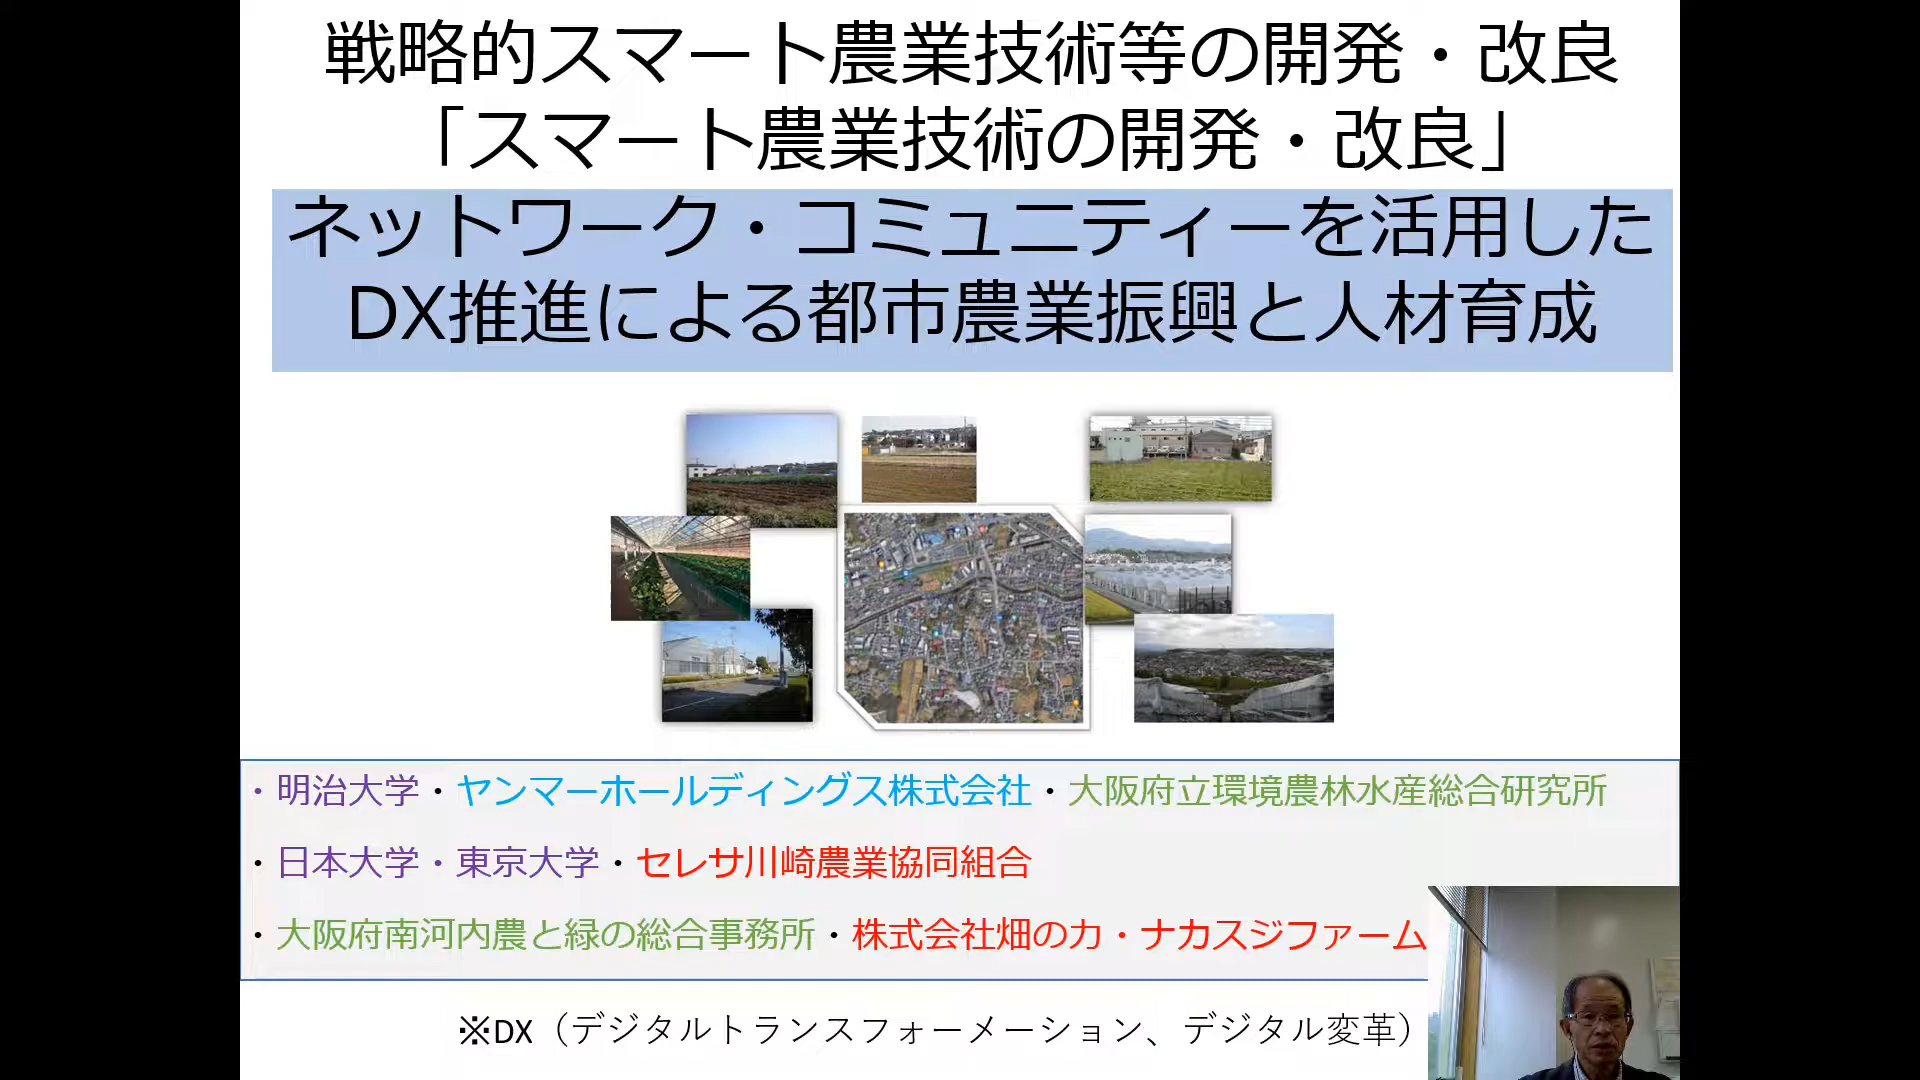 戦略的スマート農業技術等の開発・改良
「スマート農業技術の開発・改良」
ネットワーク・コミュニティーを活用した
DX推進による都市農業振興と人材育成
・明治大学・ヤンマーホールディングス株式会社・大阪府立環境農林水産総合研究所
・日本大学・東京大学・セレサ川崎農業協同組合
・大阪府南河内農と緑の総合事務所・株式会社畑の力・ナカスジファーム
※DX（デジタルトランスフォーメーション、デジタル変革）